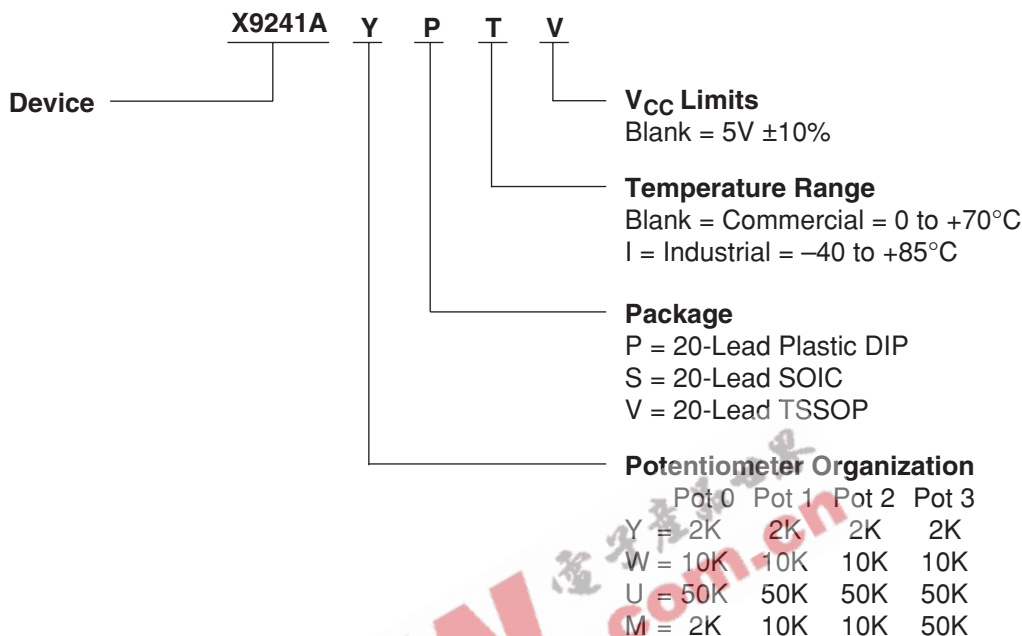 X9241A Y P T V
Device
VCC Limits
Blank = 5V ±10%
Temperature Range
Blank = Commercial = 0 to +70°C
I = Industrial = –40 to +85°C
Package
P = 20-Lead Plastic DIP
S = 20-Lead SOIC
V = 20-Lead TSSOP
Potentiometer Organization
Pot 0 Pot 1 Pot 2 Pot 3
Y = 2K 2K 2K 2K
W = 10K 10K 10K 10K
U = 50K 50K 50K 50K
M = 2K 10K 10K 50K
com.cn